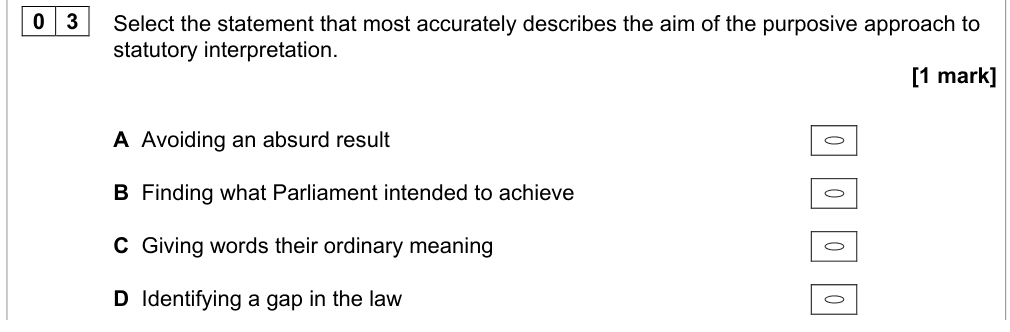 0 3 Select the statement that most accurately describes the aim of the purposive approach to
statutory interpretation.
[1 mark]
A Avoiding an absurd result
B Finding what Parliament intended to achieve
C Giving words their ordinary meaning
D Identifying a gap in the law